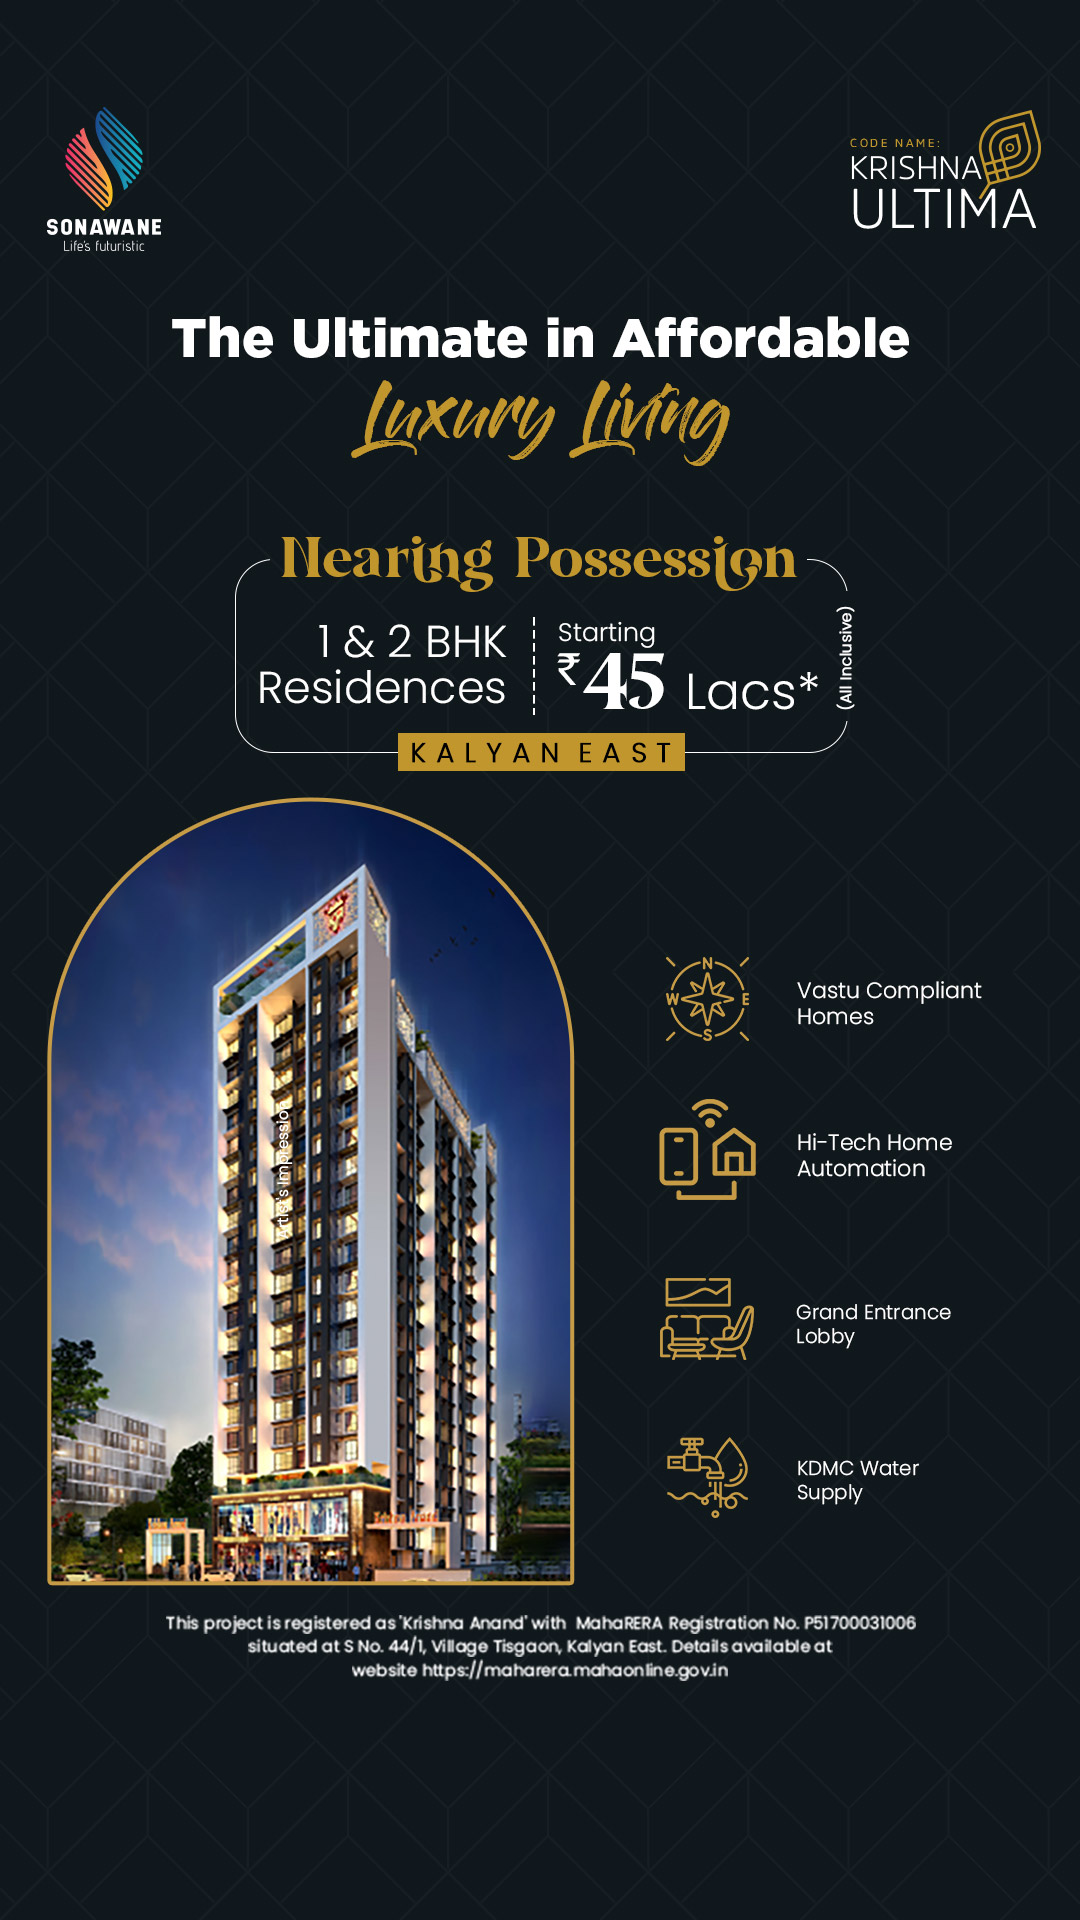 SONAWANE
Life's futuristic
CODE NAME:
KRISHNA
ULTIMA
The Ultimate in Affordable
Luxury Living
Nearing Possession
1 & 2 BHK
Residences
Starting
₹45 Lacs*
(All Inclusive)
KALYAN EAST
Artist's Impression
N
W E
S
Vastu Compliant
Homes
Hi-Tech Home
Automation
Grand Entrance
Lobby
KDMC Water
Supply
This project is registered as 'Krishna Anand' with MahaRERA Registration No. P51700031006
situated at S No. 44/1, Village Tisgaon, Kalyan East. Details available at
website https://maharera.mahaonline.gov.in